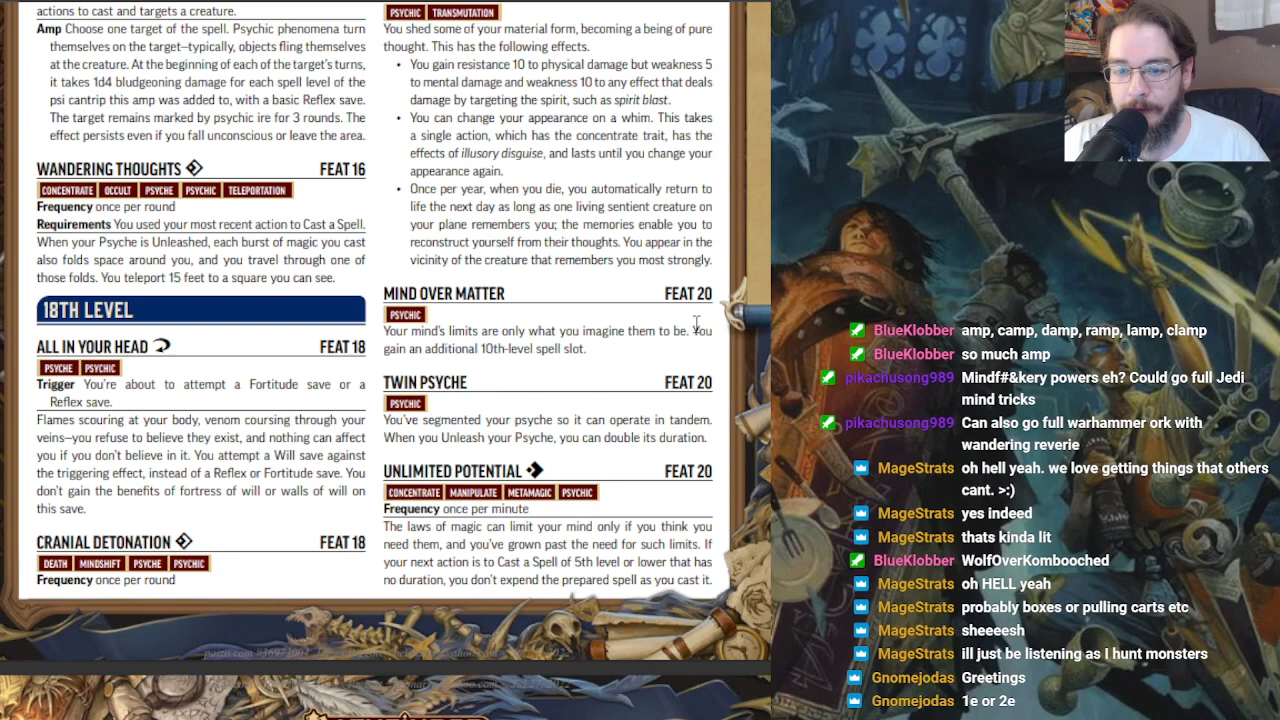 actions to cast and targets a creature.
Amp Choose one target of the spell. Psychic phenomena turn
themselves on the target—typically, objects fling themselves
at the creature. At the beginning of each of the target's turns,
it takes 1d4 bludgeoning damage for each spell level of the
psi cantrip this amp was added to, with a basic Reflex save.
The target remains marked by psychic ire for 3 rounds. The
effect persists even if you fall unconscious or leave the area.
WANDERING THOUGHTS FEAT 16
CONCENTRATE OCCULT PSYCHE PSYCHIC TELEPORTATION
Frequency once per round
Requirements You used your most recent action to Cast a Spell.
When your Psyche is Unleashed, each burst of magic you cast
also folds space around you, and you travel through one of
those folds. You teleport 15 feet to a square you can see.
18TH LEVEL
ALL IN YOUR HEAD FEAT 18
PSYCHE PSYCHIC
Trigger You're about to attempt a Fortitude save or a
Reflex save.
Flames scouring at your body, venom coursing through your
veins—you refuse to believe they exist, and nothing can affect
you if you don't believe in it. You attempt a Will save against
the triggering effect, instead of a Reflex or Fortitude save. You
don't gain the benefits of fortress of will or walls of will on
this save.
CRANIAL DETONATION FEAT 18
DEATH MINDSHIFT PSYCHE PSYCHIC
Frequency once per round
PSYCHIC TRANSMUTATION
You shed some of your material form, becoming a being of pure
thought. This has the following effects.
• You gain resistance 10 to physical damage but weakness 5
to mental damage and weakness 10 to any effect that deals
damage by targeting the spirit, such as spirit blast.
• You can change your appearance on a whim. This takes
a single action, which has the concentrate trait, has the
effects of illusory disguise, and lasts until you change your
appearance again.
• Once per year, when you die, you automatically return to
life the next day as long as one living sentient creature on
your plane remembers you; the memories enable you to
reconstruct yourself from their thoughts. You appear in the
vicinity of the creature that remembers you most strongly.
MIND OVER MATTER FEAT 20
PSYCHIC
Your mind's limits are only what you imagine them to be. You
gain an additional 10th-level spell slot.
TWIN PSYCHE FEAT 20
PSYCHIC
You've segmented your psyche so it can operate in tandem.
When you Unleash your Psyche, you can double its duration.
UNLIMITED POTENTIAL FEAT 20
CONCENTRATE MANIPULATE METAMAGIC PSYCHIC
Frequency once per minute
The laws of magic can limit your mind only if you think you
need them, and you've grown past the need for such limits. If
your next action is to Cast a Spell of 5th level or lower that has
no duration, you don't expend the prepared spell as you cast it.
BlueKlobber amp, camp, damp, ramp, lamp, clamp
BlueKlobber so much amp
pikachusong989 Mindf#&kery powers eh? Could go full Jedi
mind tricks
pikachusong989 Can also go full warhammer ork with
wandering reverie
MageStrats oh hell yeah. we love getting things that others
cant. >:)
MageStrats yes indeed
MageStrats thats kinda lit
BlueKlobber WolfOverKombooched
MageStrats oh HELL yeah
MageStrats probably boxes or pulling carts etc
MageStrats sheeeesh
MageStrats ill just be listening as I hunt monsters
Gnomejodas Greetings
Gnomejodas 1e or 2e